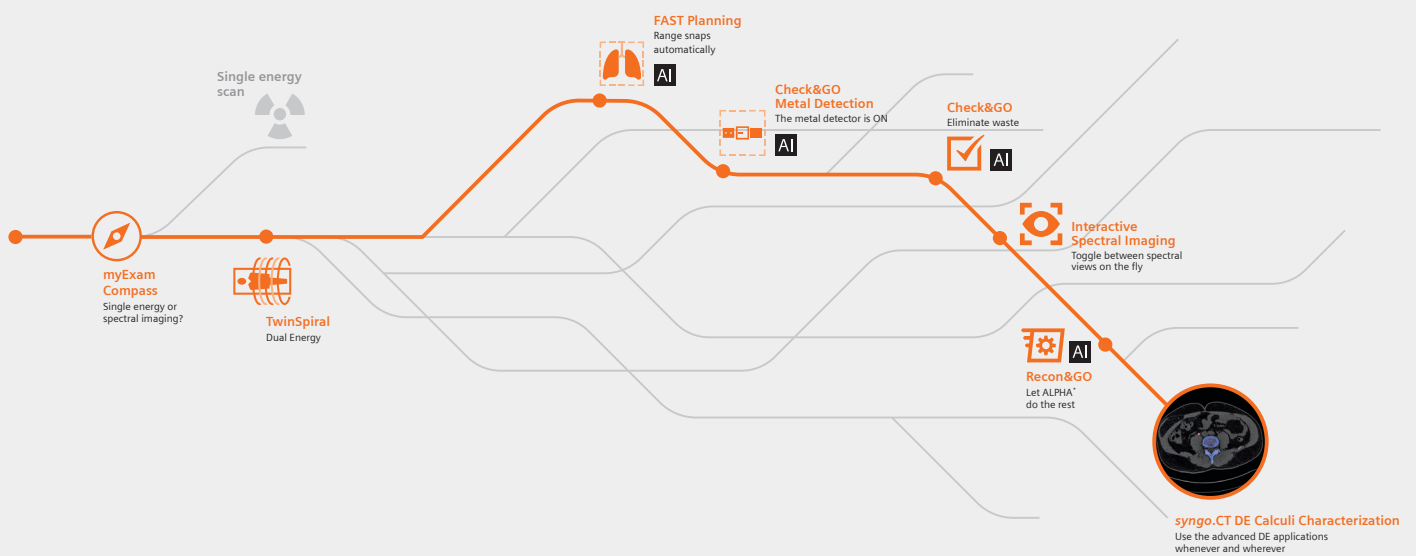 FAST Planning
Range snaps
automatically
AI
Single energy
scan
Check&GO
Metal Detection
The metal detector is ON
AI
Check&GO
Eliminate waste
AI
Interactive
Spectral Imaging
Toggle between spectral
views on the fly
myExam
Compass
Single energy or
spectral imaging?
TwinSpiral
Dual Energy
AI
Recon&GO
Let ALPHA*
do the rest
syngo.CT DE Calculi Characterization
Use the advanced DE applications
whenever and wherever